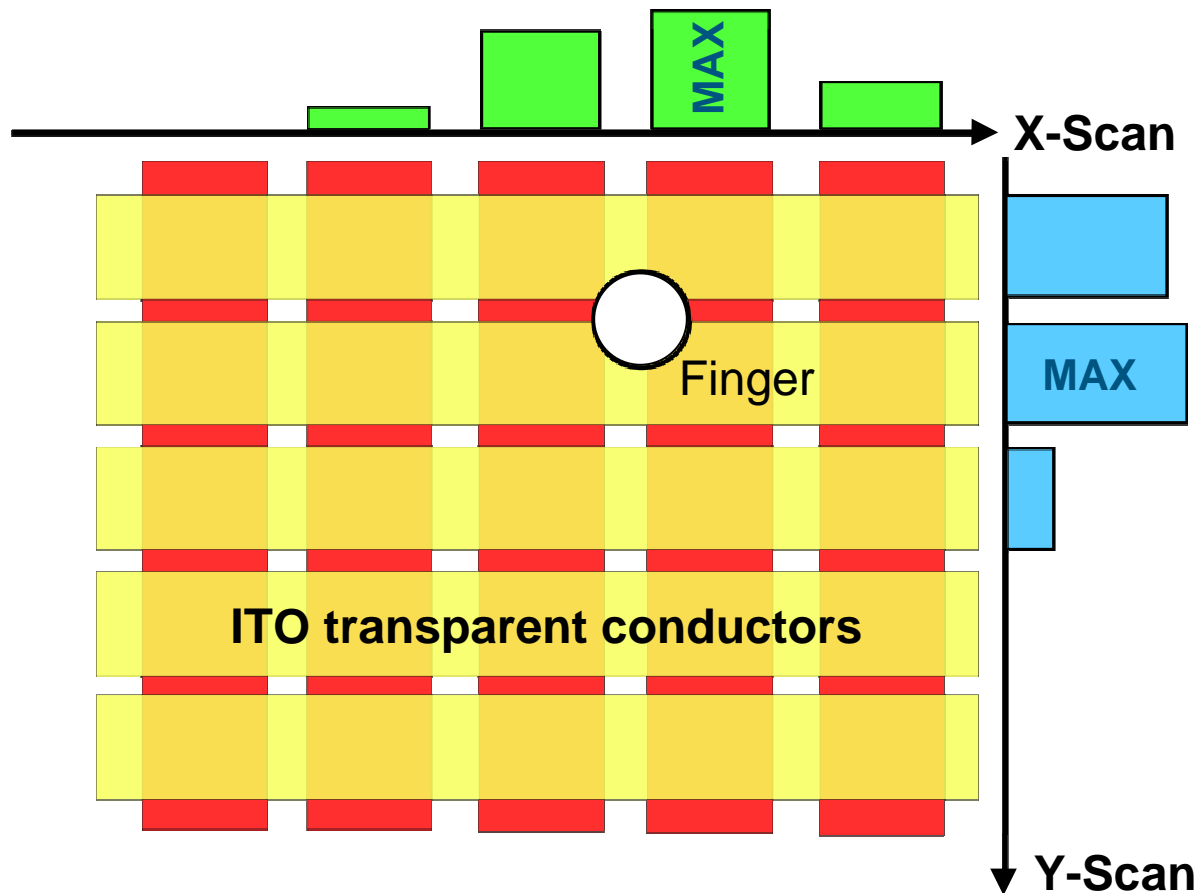 MAX
X-Scan
MAX
Finger
ITO transparent conductors
Y-Scan